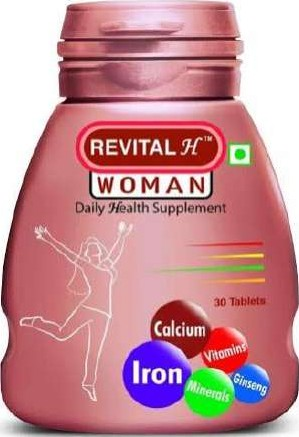 REVITAL H™
WOMAN
Daily Health Supplement
30 Tablets
Calcium
Vitamins
Iron
Minerals
Ginseng